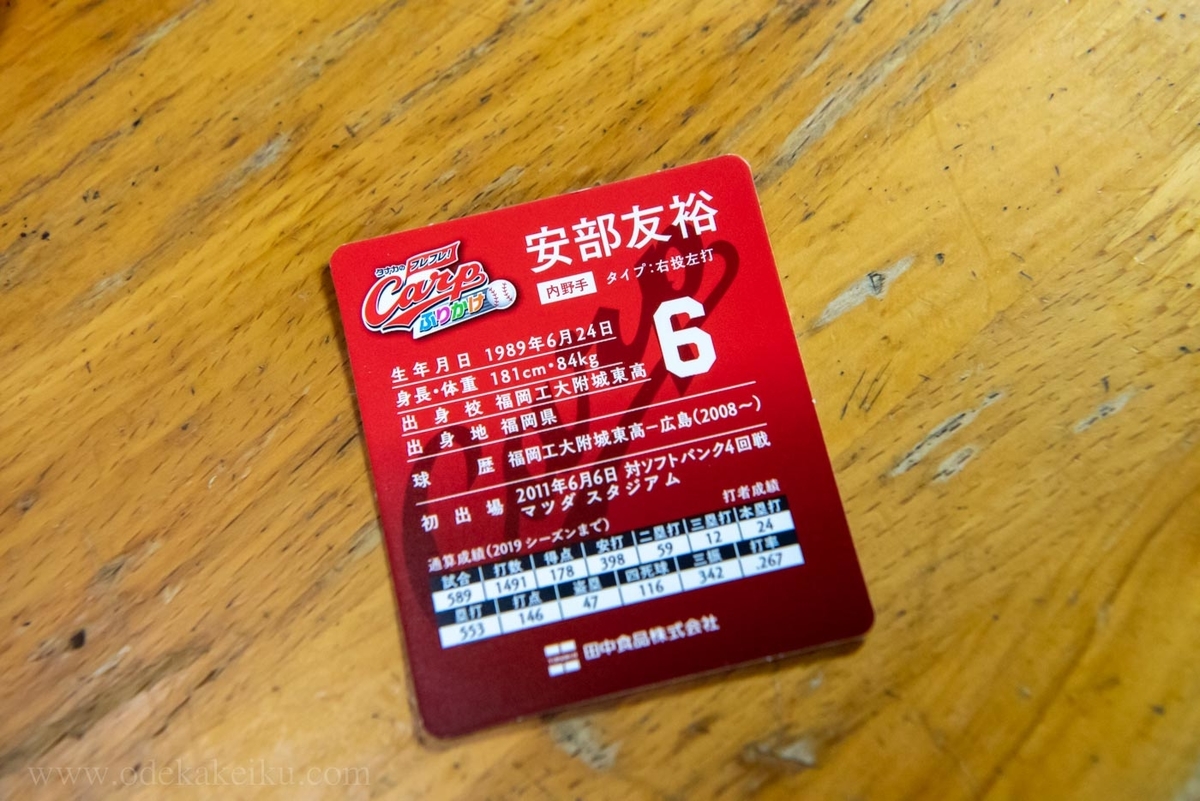 タナカの フレフレ!
Carp
ふりかけ
安部友裕
内野手 タイプ:右投左打
6
生年月日 1989年6月24日
身長・体重 181cm・84kg
出身校 福岡工大附城東高
出身地 福岡県
球歴 福岡工大附城東高－広島(2008〜)
初出場 2011年6月6日 対ソフトバンク4回戦
マツダ スタジアム
打者成績
通算成績(2019 シーズンまで)
試合 打数 得点 安打 二塁打 三塁打 本塁打
589 1491 178 398 59 12 24
塁打 打点 盗塁 四死球 三振 打率
553 146 47 116 342 .267
田中食品株式会社
www.odekakeiku.com